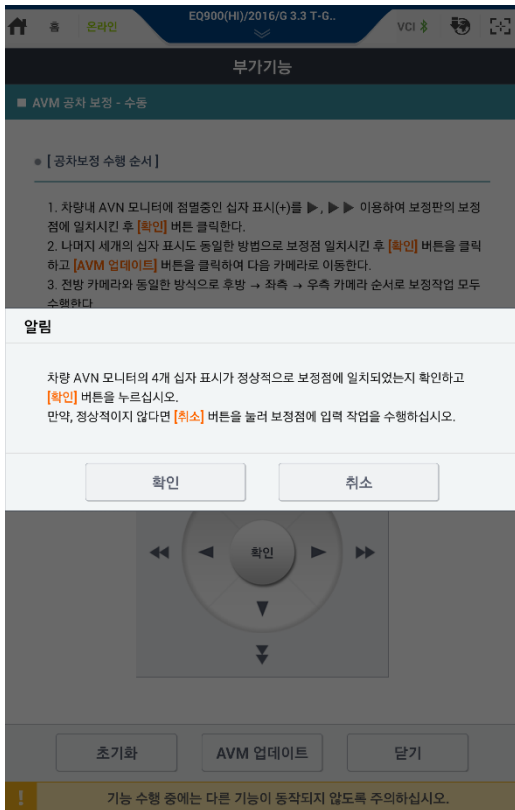 홈 온라인 EQ900(HI)/2016/G 3.3 T-G.. VCI
부가기능
■ AVM 공차 보정 - 수동
● [ 공차보정 수행 순서 ]
1. 차량내 AVN 모니터에 점멸중인 십자 표시(+)를 ▶, ▶ ▶ 이용하여 보정판의 보정
점에 일치시킨 후 [확인] 버튼 클릭한다.
2. 나머지 세개의 십자 표시도 동일한 방법으로 보정점 일치시킨 후 [확인] 버튼을 클릭
하고 [AVM 업데이트] 버튼을 클릭하여 다음 카메라로 이동한다.
3. 전방 카메라와 동일한 방식으로 후방 → 좌측 → 우측 카메라 순서로 보정작업 모두
수행한다
알림
차량 AVN 모니터의 4개 십자 표시가 정상적으로 보정점에 일치되었는지 확인하고
[확인] 버튼을 누르십시오.
만약, 정상적이지 않다면 [취소] 버튼을 눌러 보정점에 입력 작업을 수행하십시오.
확인 취소
확인
초기화 AVM 업데이트 닫기
! 기능 수행 중에는 다른 기능이 동작되지 않도록 주의하십시오.